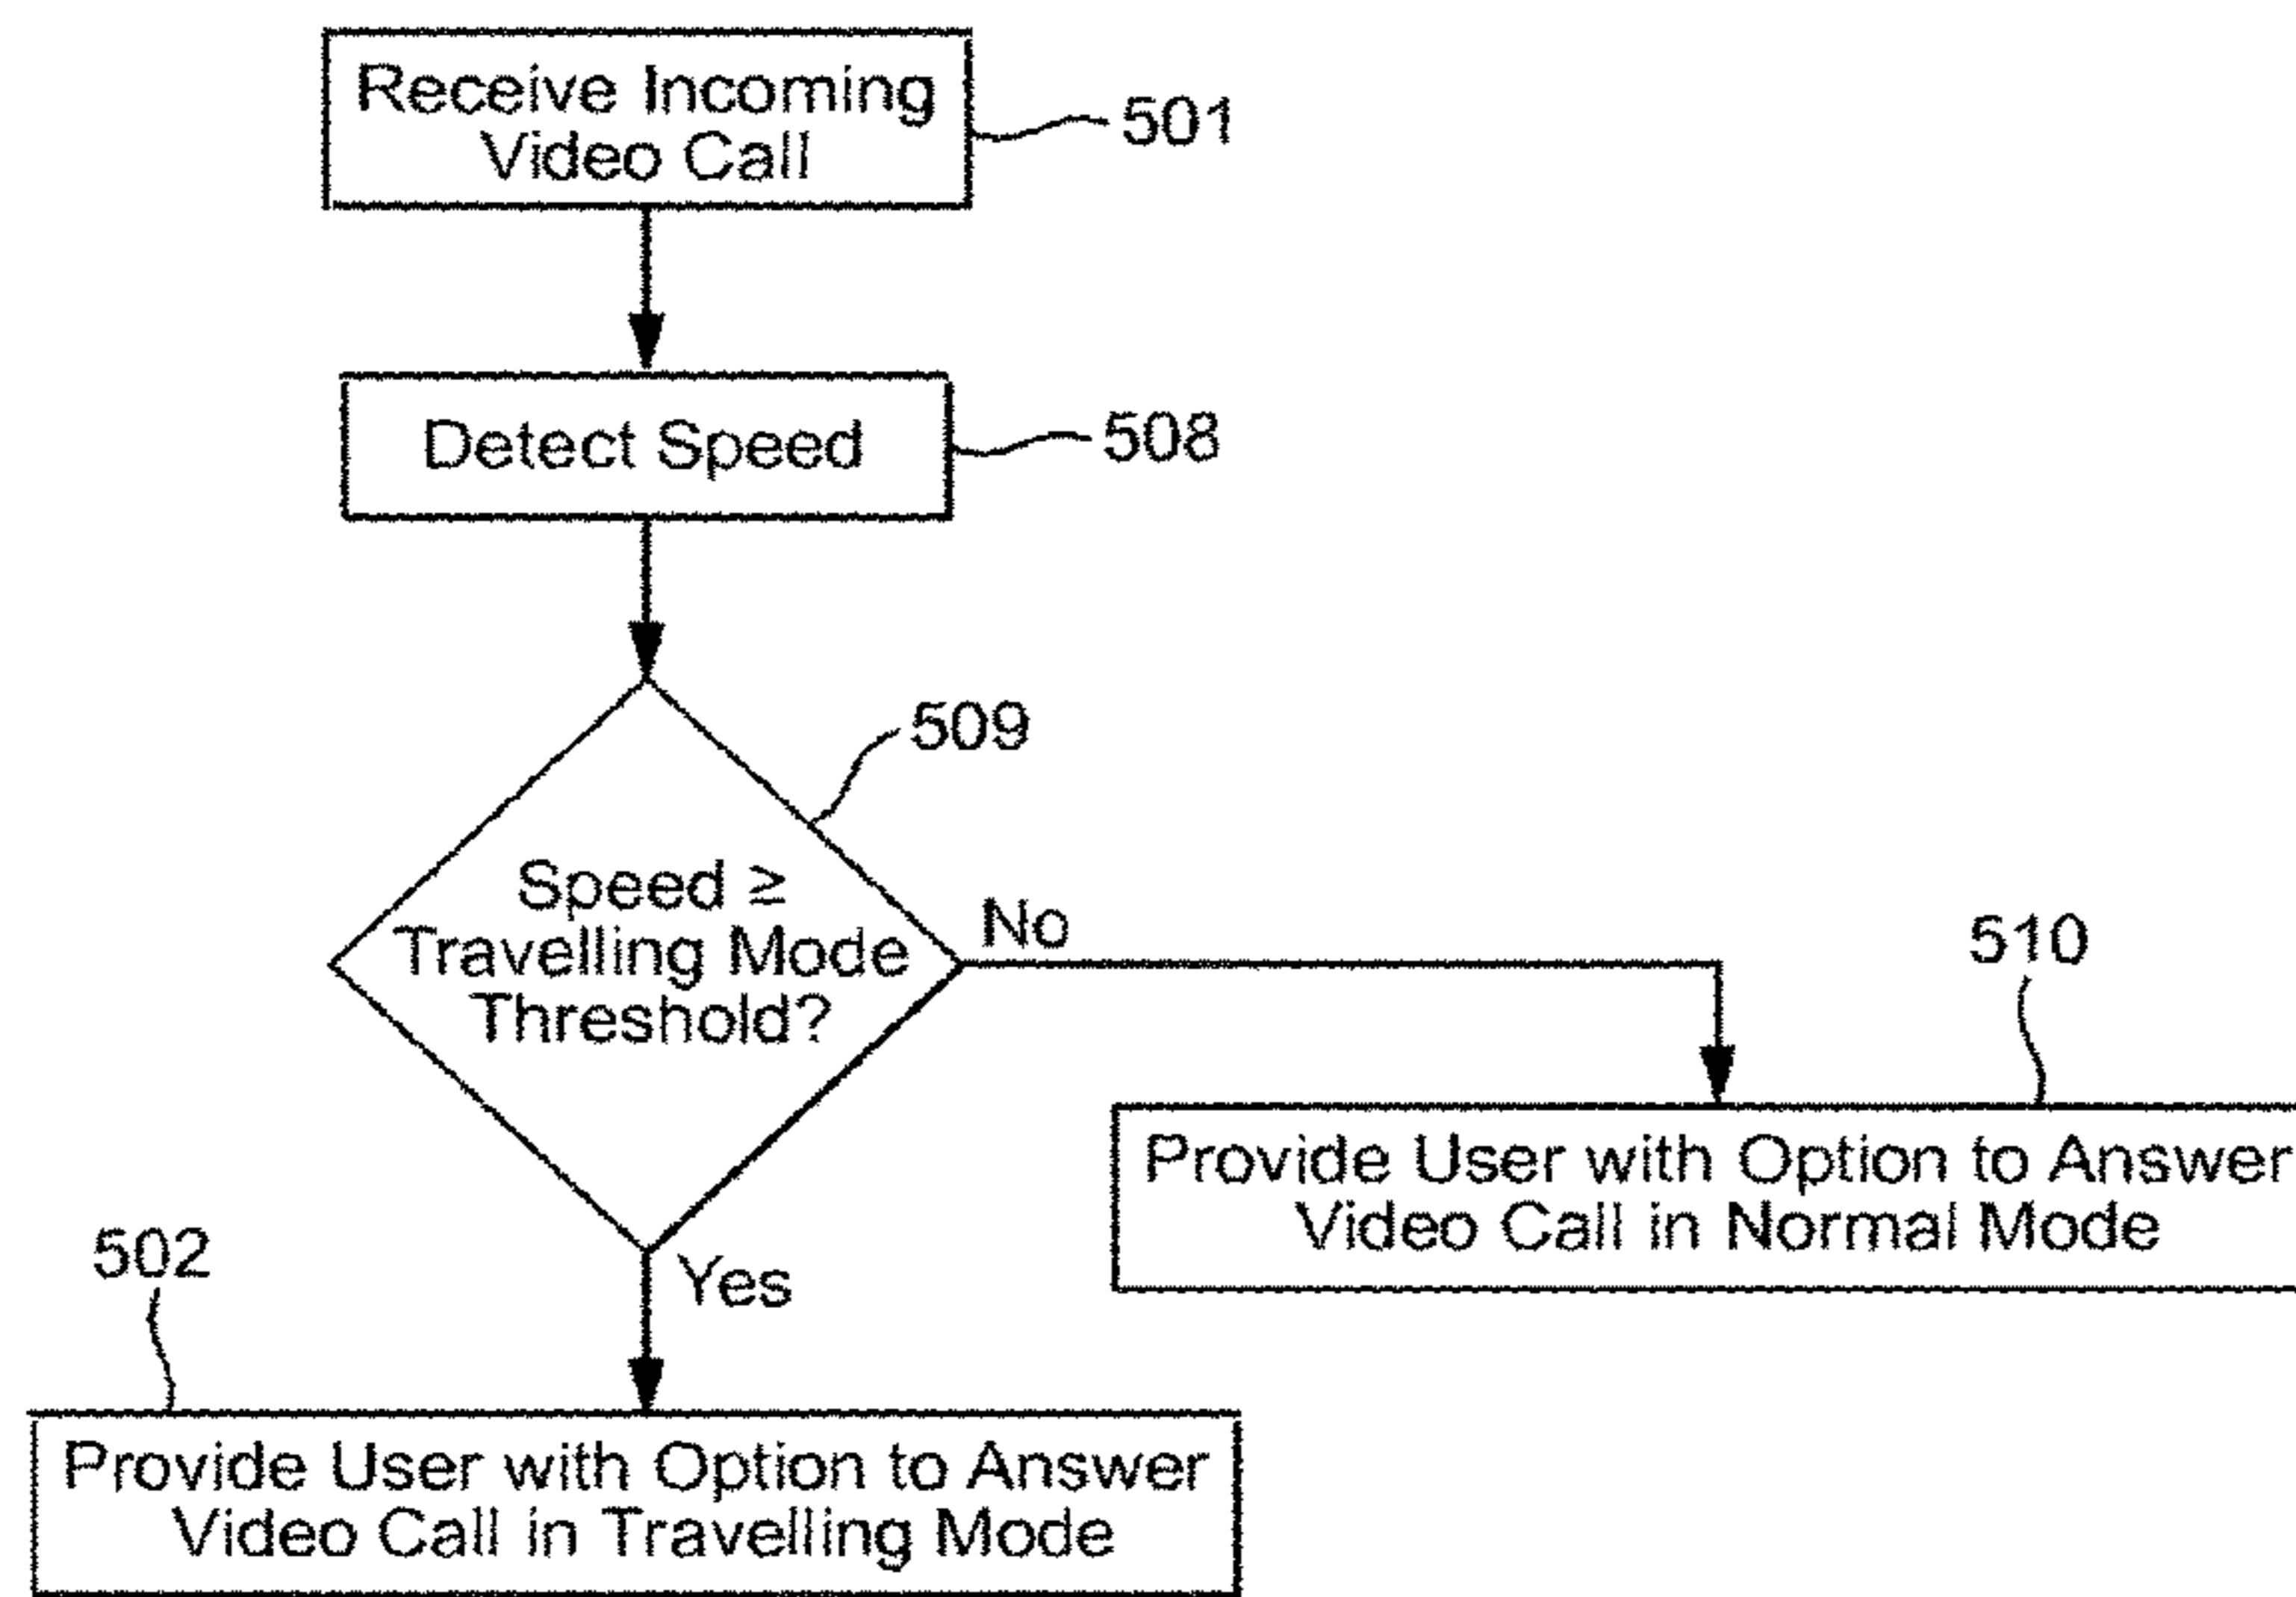 Receive Incoming
Video Call
501
Detect Speed
508
509
Speed ≥
Travelling Mode
Threshold?
No
510
Provide User with Option to Answer
Video Call in Normal Mode
Yes
502
Provide User with Option to Answer
Video Call in Travelling Mode